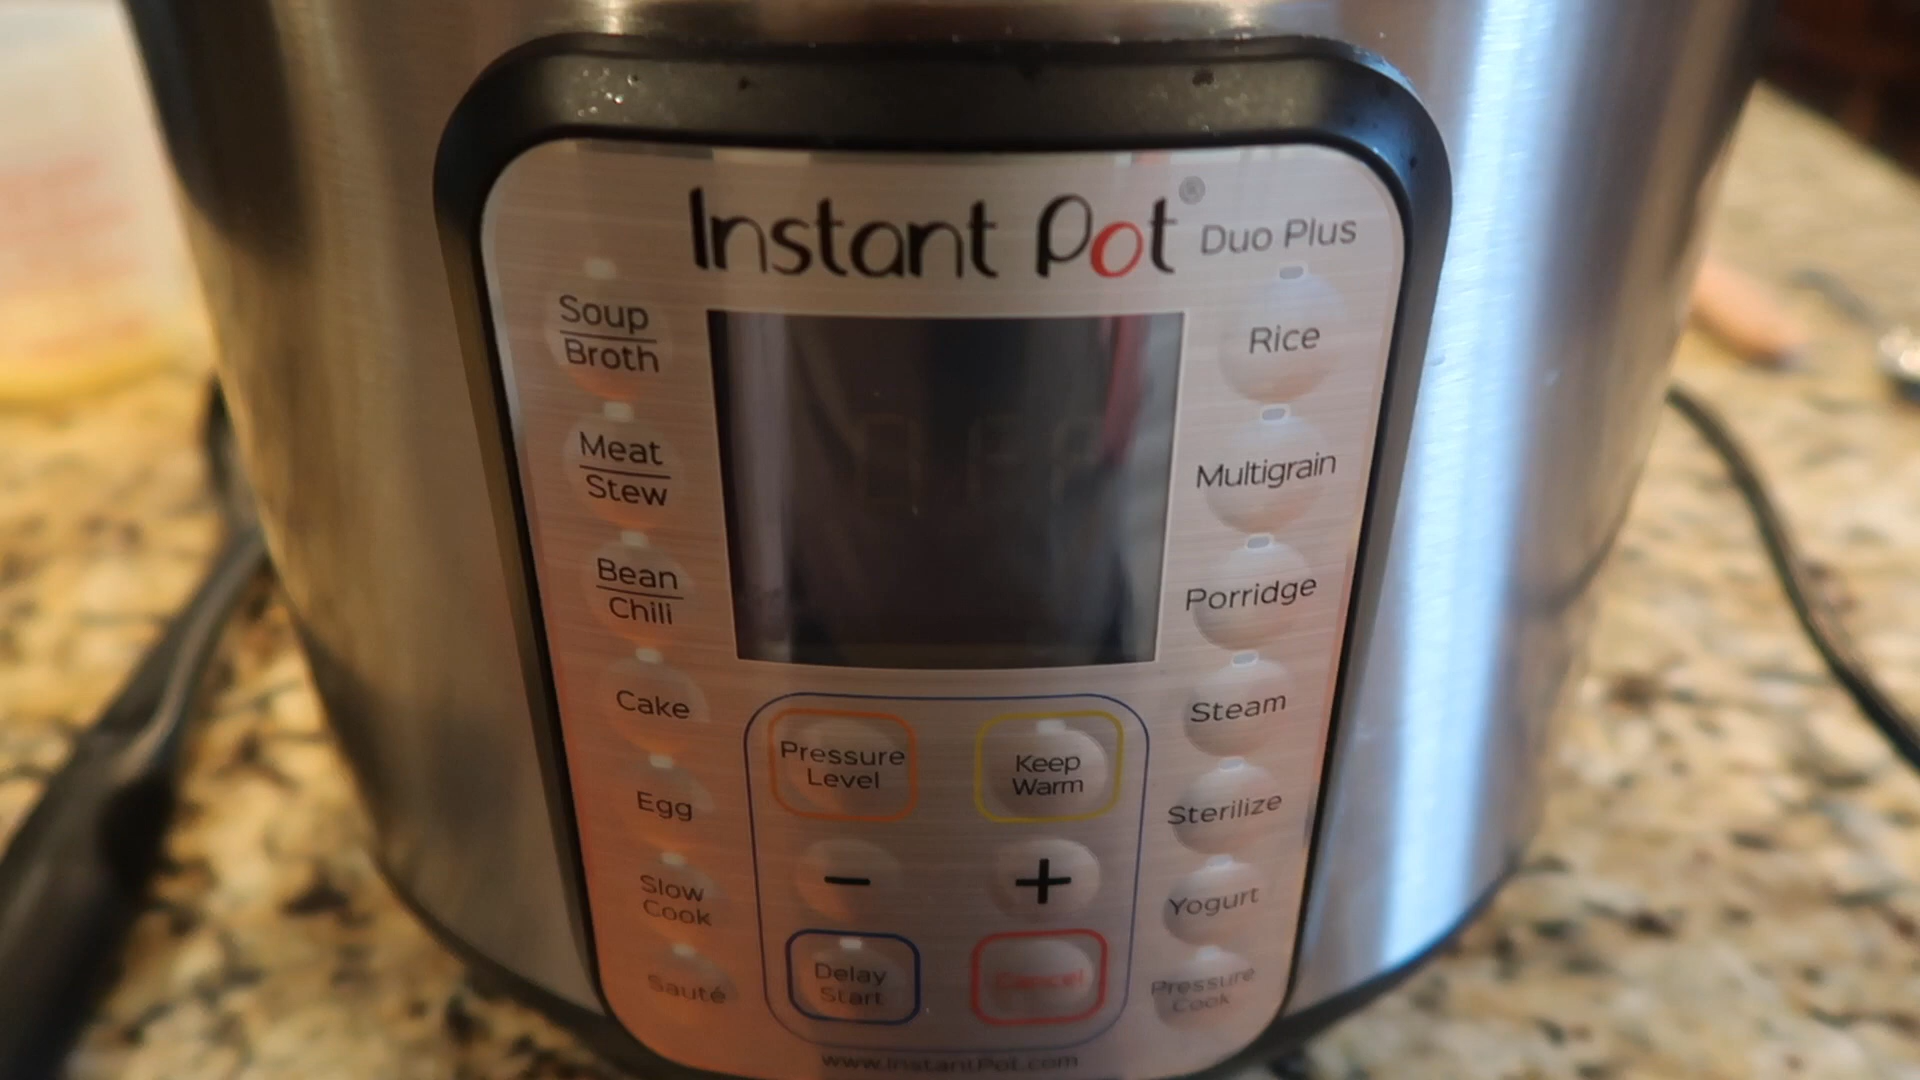 Instant Pot® Duo Plus
Soup
Broth
Meat
Stew
Bean
Chili
Cake
Egg
Slow
Cook
Sauté
OFF
Pressure
Level
Keep
Warm
−
+
Delay
Start
Cancel
Rice
Multigrain
Porridge
Steam
Sterilize
Yogurt
Pressure
Cook
www.InstantPot.com